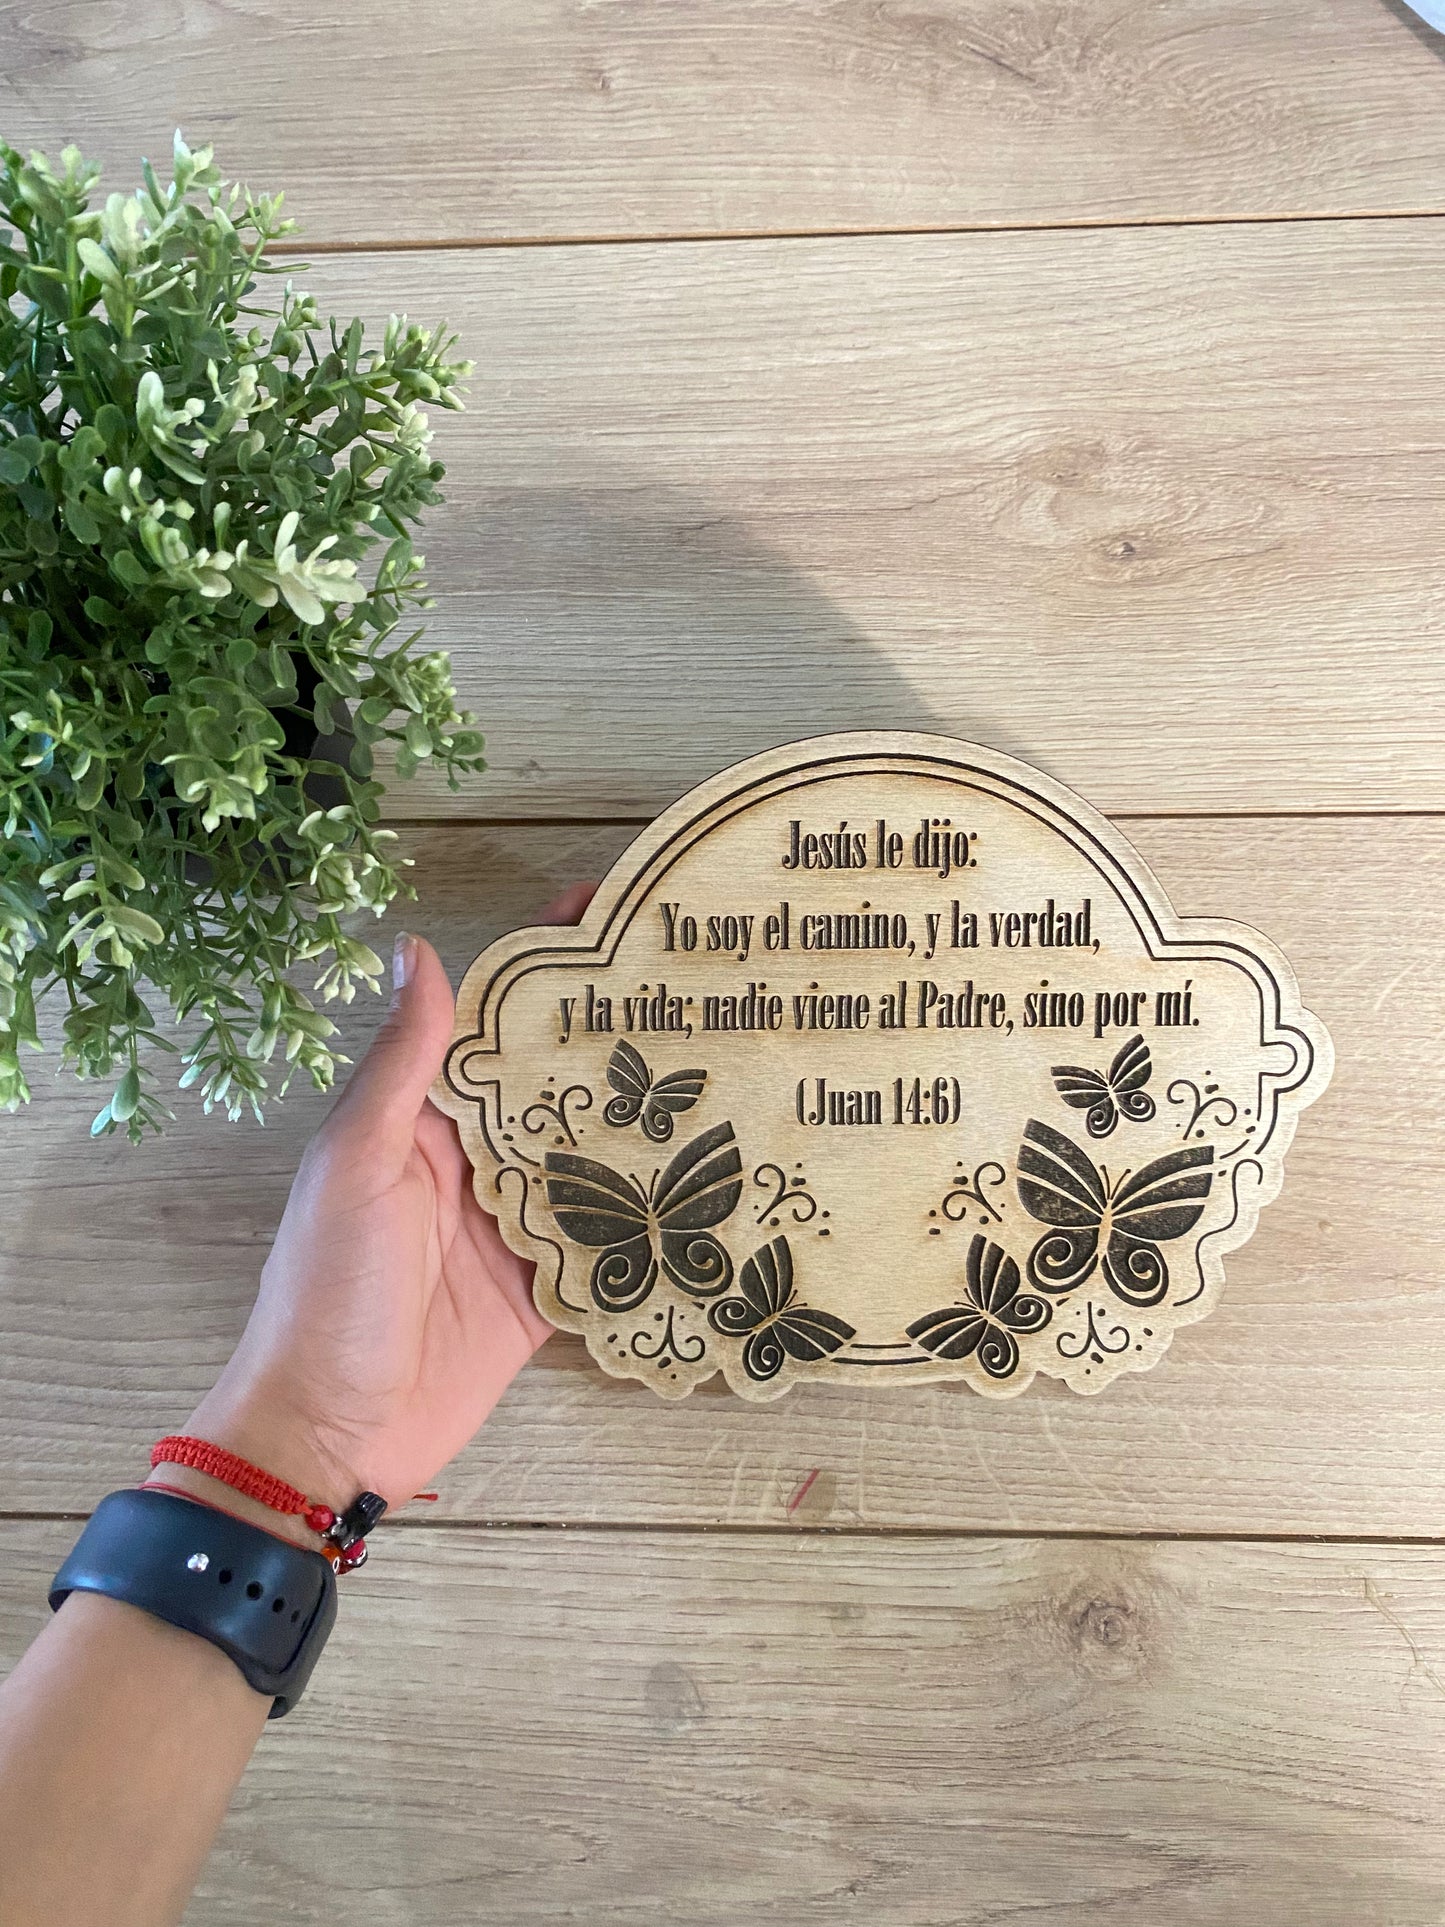 Jesús le dijo:
Yo soy el camino, y la verdad,
y la vida; nadie viene al Padre, sino por mí.
(Juan 14:6)